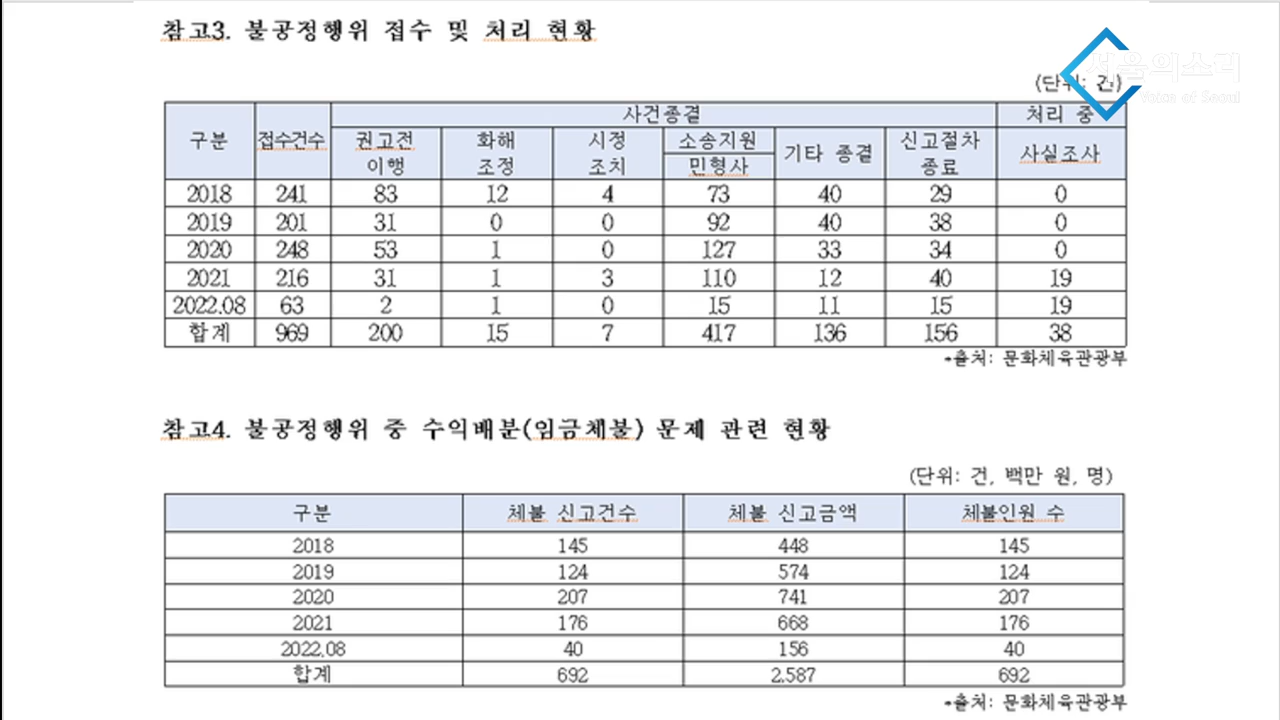 참고3. 불공정행위 접수 및 처리 현황
서울의소리
Voice of Seoul
(단위: 건)
구분 접수건수 사건종결 처리 중
권고전 이행 화해 조정 시정 조치 소송지원 민형사 기타 종결 신고절차 종료 사실조사
2018 241 83 12 4 73 40 29 0
2019 201 31 0 0 92 40 38 0
2020 248 53 1 0 127 33 34 0
2021 216 31 1 3 110 12 40 19
2022.08 63 2 1 0 15 11 15 19
합계 969 200 15 7 417 136 156 38
*출처: 문화체육관광부
참고4. 불공정행위 중 수익배분(임금체불) 문제 관련 현황
(단위: 건, 백만 원, 명)
구분 체불 신고건수 체불 신고금액 체불인원 수
2018 145 448 145
2019 124 574 124
2020 207 741 207
2021 176 668 176
2022.08 40 156 40
합계 692 2.587 692
*출처: 문화체육관광부